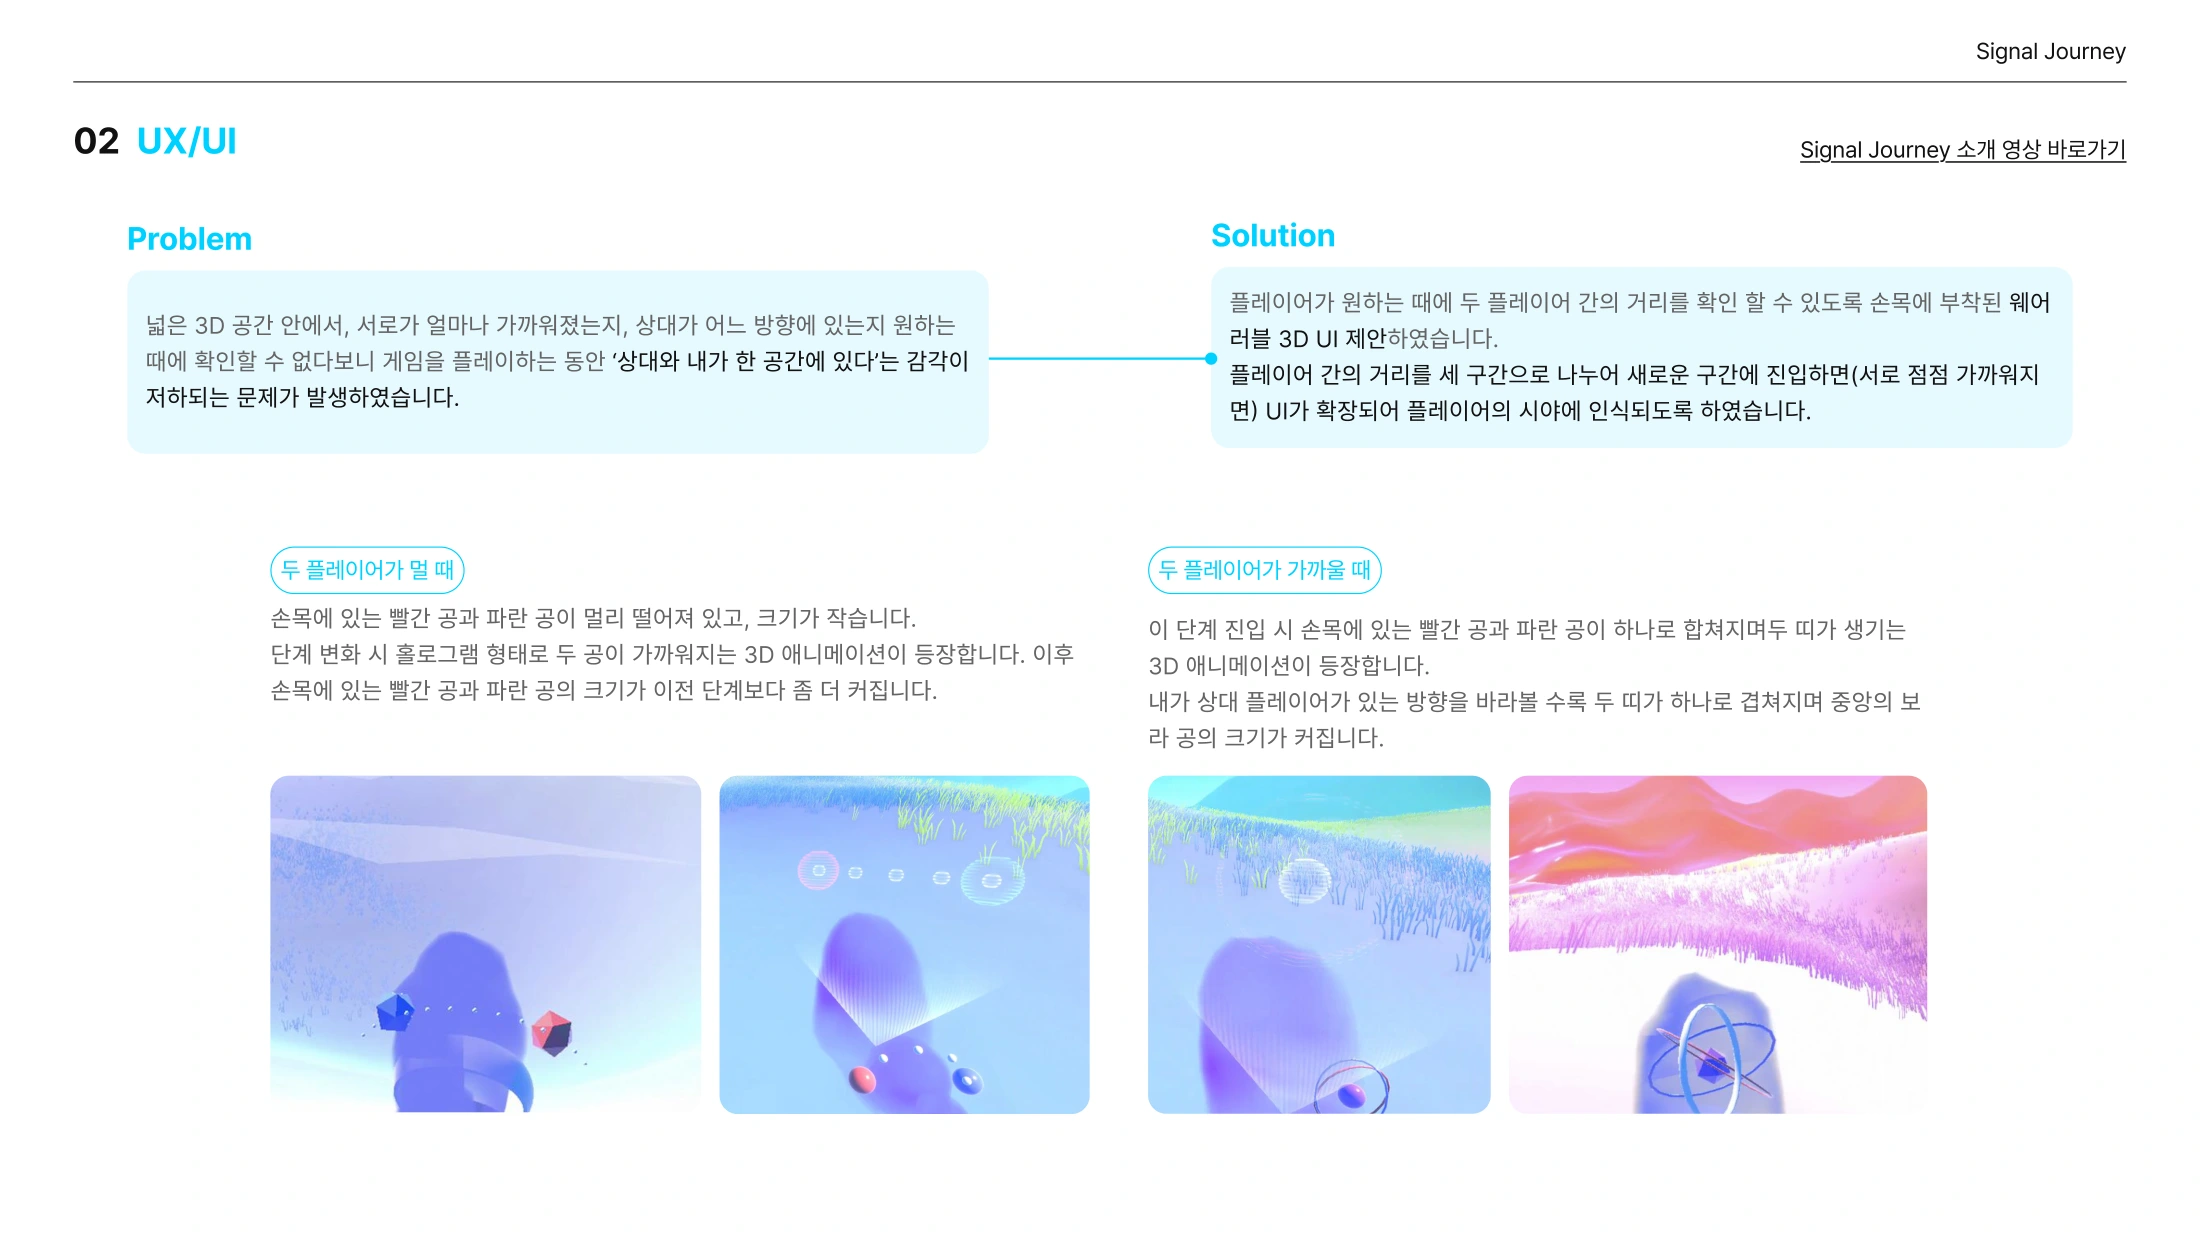 Signal Journey
02 UX/UI
Signal Journey 소개 영상 바로가기
Problem
넓은 3D 공간 안에서, 서로가 얼마나 가까워졌는지, 상대가 어느 방향에 있는지 원하는
때에 확인할 수 없다보니 게임을 플레이하는 동안 ‘상대와 내가 한 공간에 있다’는 감각이
저하되는 문제가 발생하였습니다.
Solution
플레이어가 원하는 때에 두 플레이어 간의 거리를 확인 할 수 있도록 손목에 부착된 웨어
러블 3D UI 제안하였습니다.
플레이어 간의 거리를 세 구간으로 나누어 새로운 구간에 진입하면(서로 점점 가까워지
면) UI가 확장되어 플레이어의 시야에 인식되도록 하였습니다.
두 플레이어가 멀 때
손목에 있는 빨간 공과 파란 공이 멀리 떨어져 있고, 크기가 작습니다.
단계 변화 시 홀로그램 형태로 두 공이 가까워지는 3D 애니메이션이 등장합니다. 이후
손목에 있는 빨간 공과 파란 공의 크기가 이전 단계보다 좀 더 커집니다.
두 플레이어가 가까울 때
이 단계 진입 시 손목에 있는 빨간 공과 파란 공이 하나로 합쳐지며두 띠가 생기는
3D 애니메이션이 등장합니다.
내가 상대 플레이어가 있는 방향을 바라볼 수록 두 띠가 하나로 겹쳐지며 중앙의 보
라 공의 크기가 커집니다.